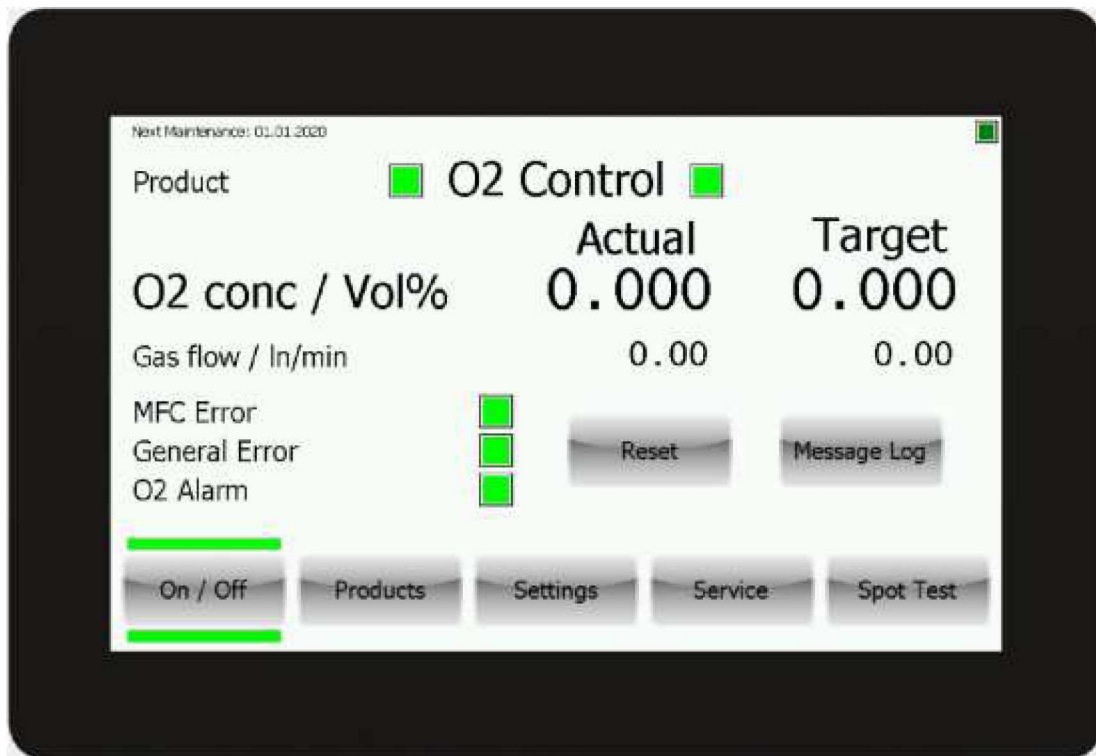 Next Maintenance: 01.01.2020
Product O2 Control
Actual Target
O2 conc / Vol% 0.000 0.000
Gas flow / ln/min 0.00 0.00
MFC Error
General Error
O2 Alarm
Reset Message Log
On / Off Products Settings Service Spot Test